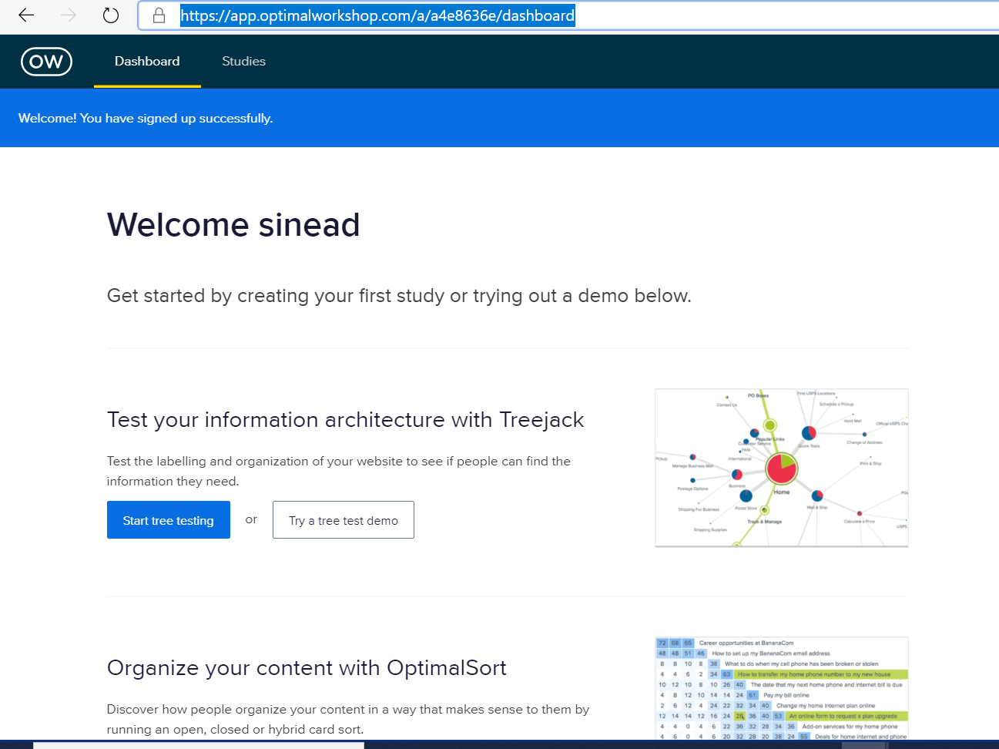 https://app.optimalworkshop.com/a/a4e8636e/dashboard
OW Dashboard Studies
Welcome! You have signed up successfully.
Welcome sinead
Get started by creating your first study or trying out a demo below.
Test your information architecture with Treejack
Test the labelling and organization of your website to see if people can find the
information they need.
Start tree testing or Try a tree test demo
PO Boxes
Find USPS Locations
Contact Us
Schedule a Pickup
Hold Mail
Official USPS
Popular Links
Customer Service
Quick Tools
Change of Address
Help
Pickup
International
Manage Business Mail
Print & Ship
Business
Postage Options
Home
Shipping For Business
Postal Store
Mail & Ship
Track & Manage
Calculate a Price
USPS
Shipping Supplies
Organize your content with OptimalSort
Discover how people organize your content in a way that makes sense to them by
running an open, closed or hybrid card sort.
72 68 65 Career opportunities at BananaCom
48 48 51 46 How to set up my BananaCom email address
8 8 10 8 38 What to do when my cell phone has been broken or stolen
4 4 6 2 34 63 How to transfer my home phone number to my new house
10 12 10 8 10 26 40 The date that my next home phone and internet bill is due
4 8 12 10 14 14 24 61 Pay my bill online
2 6 12 4 24 22 32 34 40 Change my home internet plan online
12 14 14 12 16 24 36 40 53 An online form to request a plan upgrade
4 4 0 4 6 22 36 32 28 34 36 Add-on services for my home phone
4 6 0 4 6 20 32 28 20 38 24 55 Deals for home internet and phone